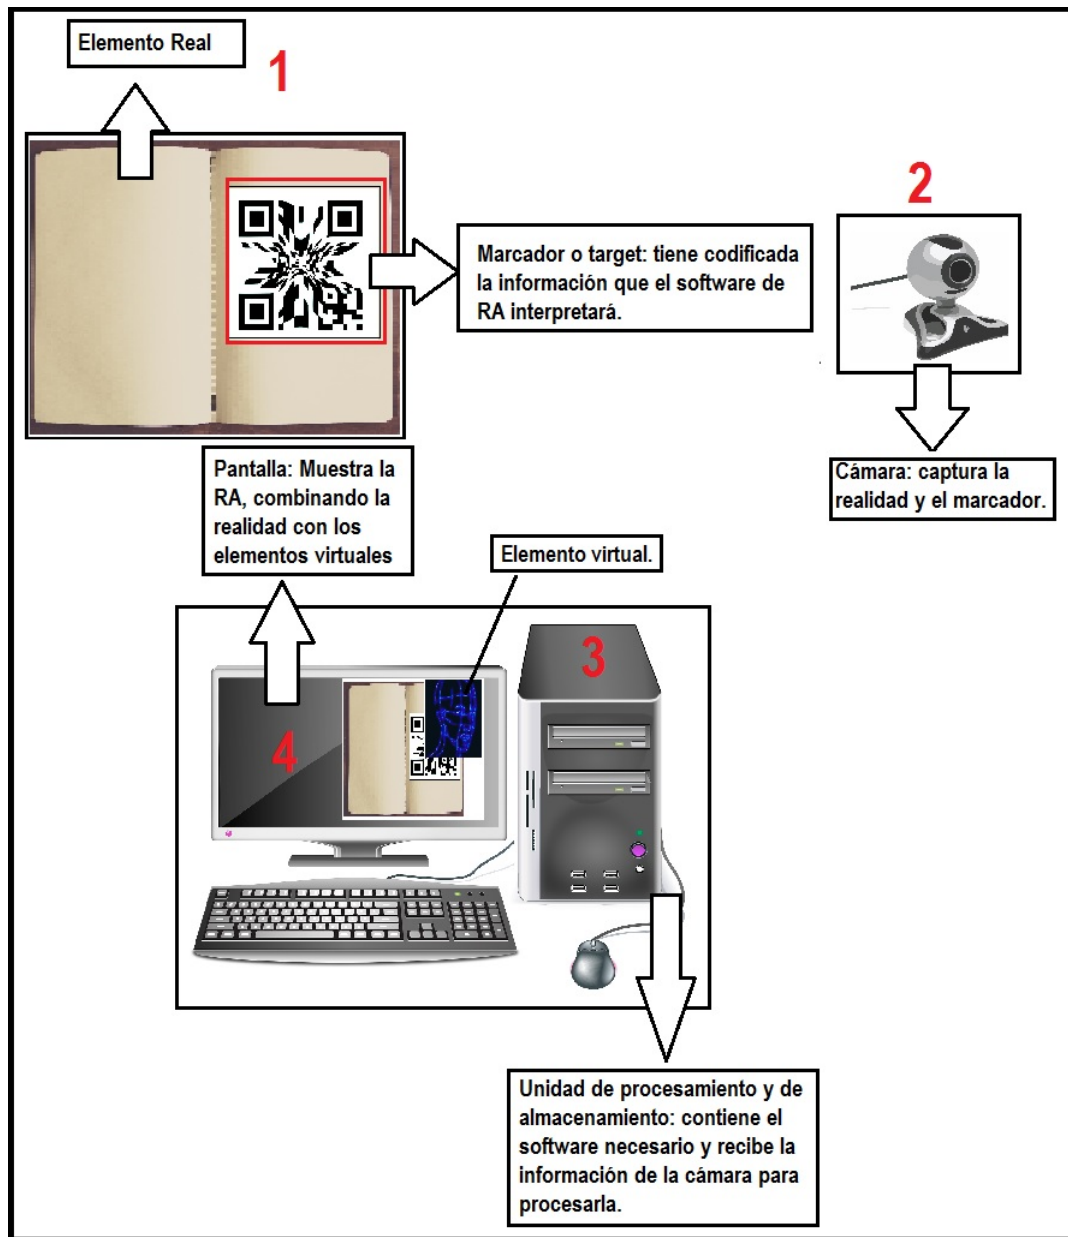 Elemento Real
1
2
Marcador o target: tiene codificada
la información que el software de
RA interpretará.
Cámara: captura la
realidad y el marcador.
Pantalla: Muestra la
RA, combinando la
realidad con los
elementos virtuales
Elemento virtual.
3
4
Unidad de procesamiento y de
almacenamiento: contiene el
software necesario y recibe la
información de la cámara para
procesarla.